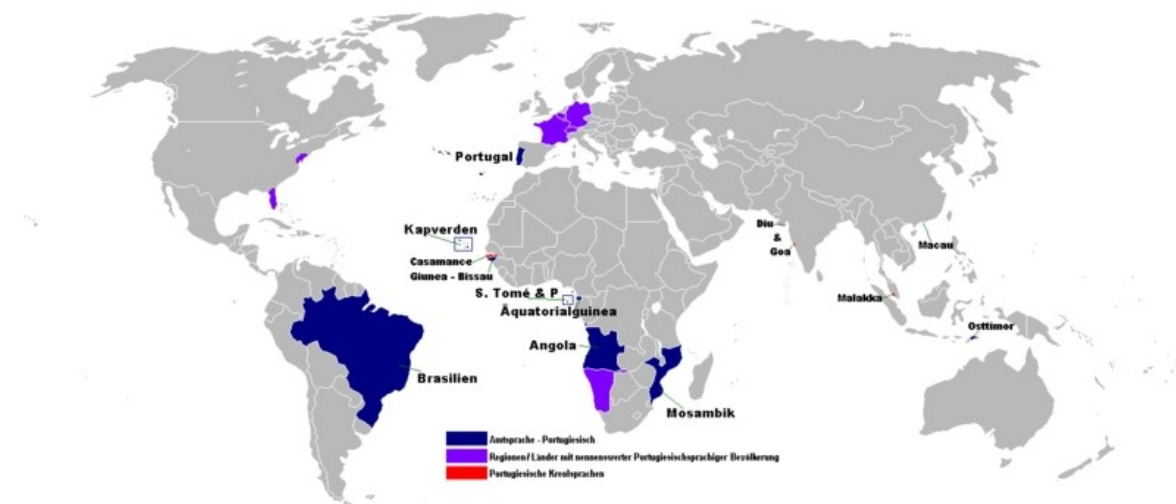 Portugal
Kapverden
Casamance
Giunea - Bissau
S. Tomé & P
Äquatorialguinea
Angola
Brasilien
Mosambik
Diu
&
Goa
Macau
Malakka
Osttimor
Amtsprache - Portugiesisch
Regionen/ Länder mit nennenswerter Portugiesischsprachiger Bevölkerung
Portugiesische Kreolsprachen